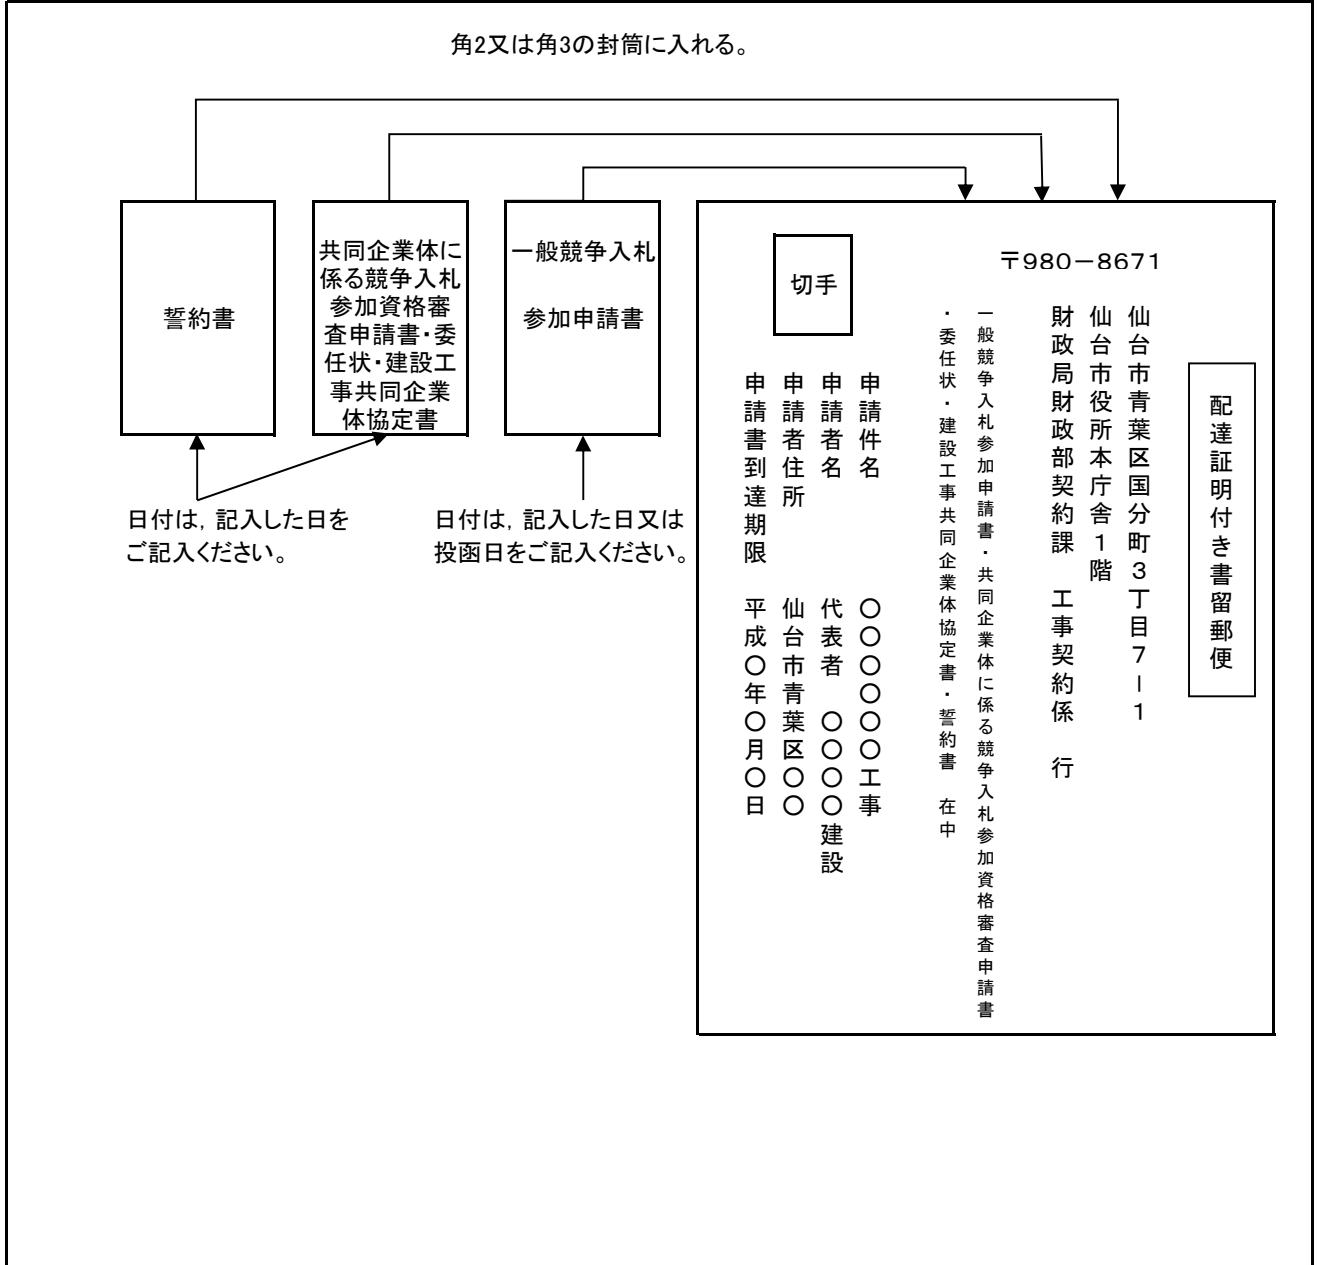 角2又は角3の封筒に入れる。
誓約書
共同企業体に
係る競争入札
参加資格審
査申請書・委
任状・建設工
事共同企業
体協定書
一般競争入札
参加申請書
日付は，記入した日を
ご記入ください。
日付は，記入した日又は
投函日をご記入ください。
切手
〒980－8671
配達証明付き書留郵便
仙台市青葉区国分町３丁目７－１
仙台市役所本庁舎１階
財政局財政部契約課　工事契約係　行
一般競争入札参加申請書・共同企業体に係る競争入札参加資格審査申請書
・委任状・建設工事共同企業体協定書・誓約書　在中
申請件名　〇〇〇〇〇〇工事
申請者名　代表者　〇〇〇〇建設
申請者住所　仙台市青葉区〇〇
申請書到達期限　平成〇年〇月〇日